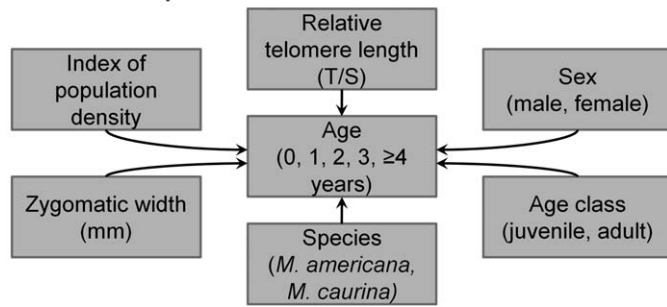 Relative
telomere length
(T/S)
Index of
population
density
Sex
(male, female)
Age
(0, 1, 2, 3, ≥4
years)
Zygomatic width
(mm)
Age class
(juvenile, adult)
Species
(M. americana,
M. caurina)